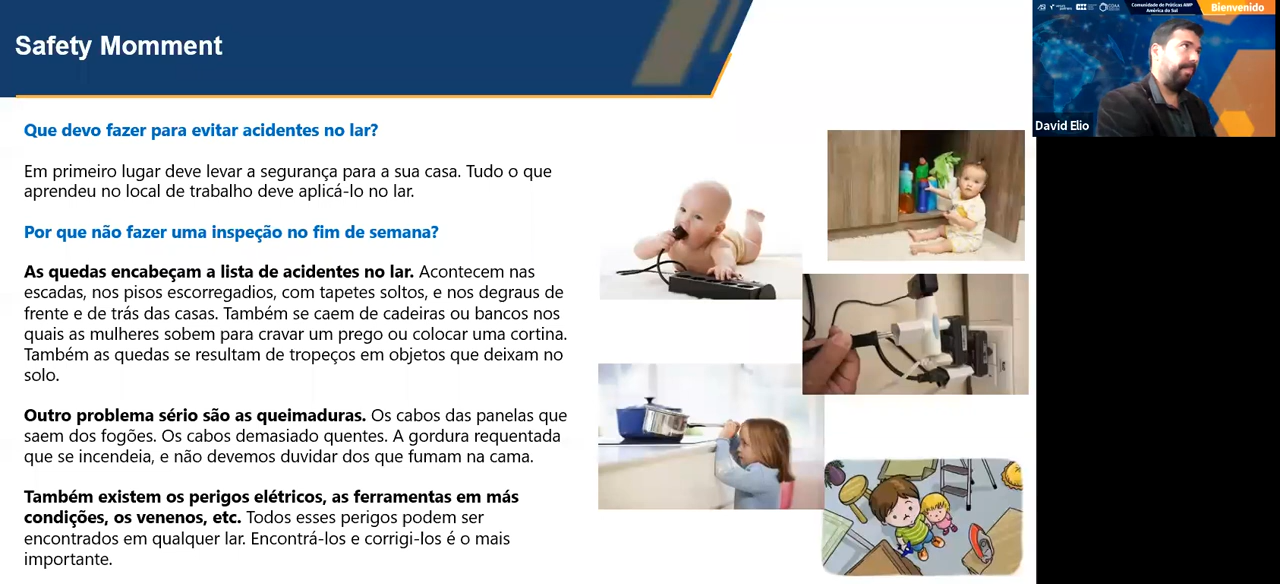 Safety Momment
Que devo fazer para evitar acidentes no lar?
Em primeiro lugar deve levar a segurança para a sua casa. Tudo o que
aprendeu no local de trabalho deve aplicá-lo no lar.
Por que não fazer uma inspeção no fim de semana?
As quedas encabeçam a lista de acidentes no lar. Acontecem nas
escadas, nos pisos escorregadios, com tapetes soltos, e nos degraus de
frente e de trás das casas. Também se caem de cadeiras ou bancos nos
quais as mulheres sobem para cravar um prego ou colocar uma cortina.
Também as quedas se resultam de tropeços em objetos que deixam no
solo.
Outro problema sério são as queimaduras. Os cabos das panelas que
saem dos fogões. Os cabos demasiado quentes. A gordura requentada
que se incendeia, e não devemos duvidar dos que fumam na cama.
Também existem os perigos elétricos, as ferramentas em más
condições, os venenos, etc. Todos esses perigos podem ser
encontrados em qualquer lar. Encontrá-los e corrigi-los é o mais
importante.
Comunidade de Práticas AMP
América do Sul
Bienvenido
David Elio